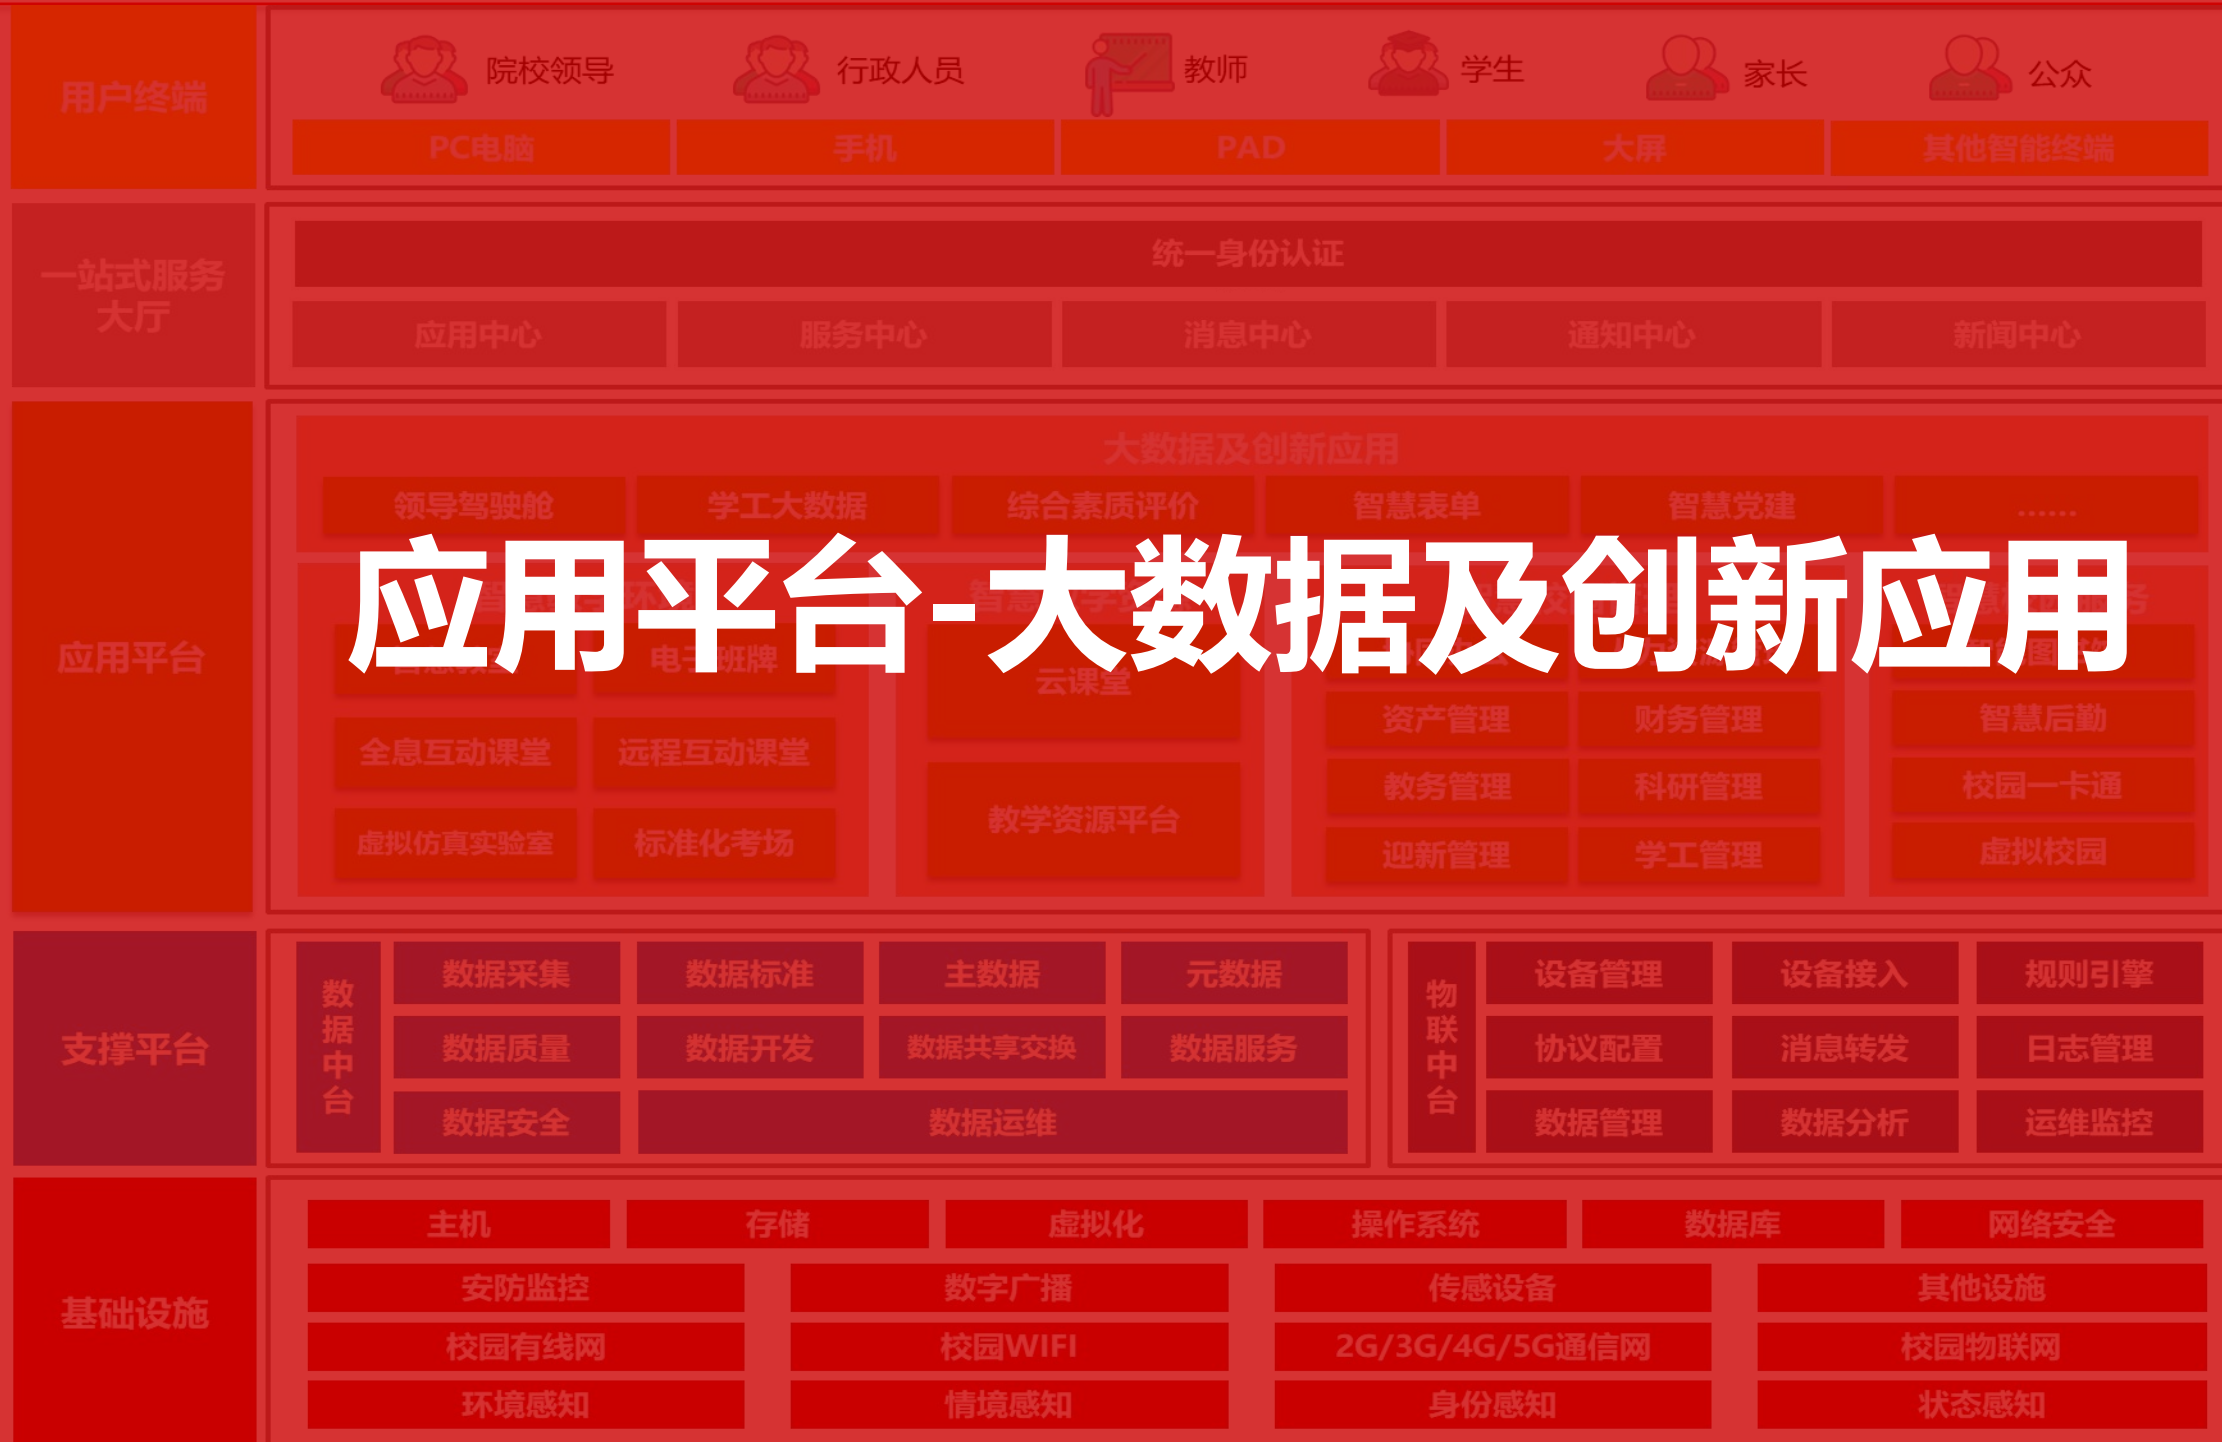 用户终端
院校领导
行政人员
教师
学生
家长
公众
PC电脑
手机
PAD
大屏
其他智能终端
一站式服务
大厅
统一身份认证
应用中心
服务中心
消息中心
通知中心
新闻中心
应用平台
大数据及创新应用
领导驾驶舱
学工大数据
综合素质评价
智慧表单
智慧党建
......
应用平台-大数据及创新应用
云课堂
全息互动课堂
远程互动课堂
虚拟仿真实验室
标准化考场
教学资源平台
资产管理
财务管理
教务管理
科研管理
迎新管理
学工管理
智慧后勤
校园一卡通
虚拟校园
支撑平台
数据中台
数据采集
数据标准
主数据
元数据
数据质量
数据开发
数据共享交换
数据服务
数据安全
数据运维
物联中台
设备管理
设备接入
规则引擎
协议配置
消息转发
日志管理
数据管理
数据分析
运维监控
基础设施
主机
存储
虚拟化
操作系统
数据库
网络安全
安防监控
数字广播
传感设备
其他设施
校园有线网
校园WIFI
2G/3G/4G/5G通信网
校园物联网
环境感知
情境感知
身份感知
状态感知